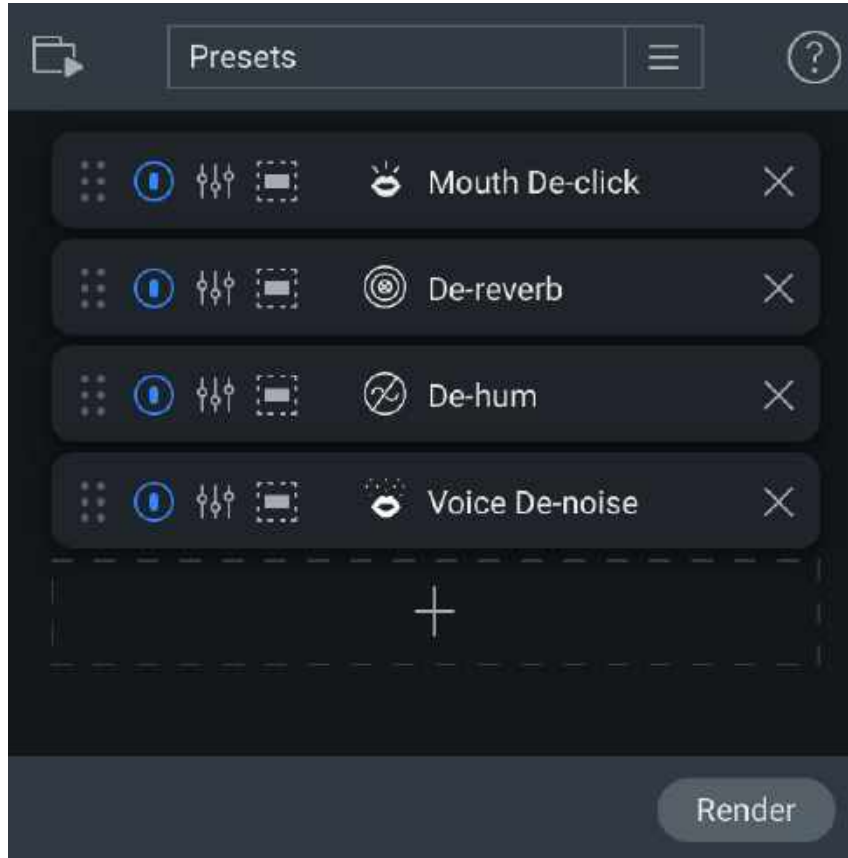 Presets
?
Mouth De-click
De-reverb
De-hum
Voice De-noise
Render